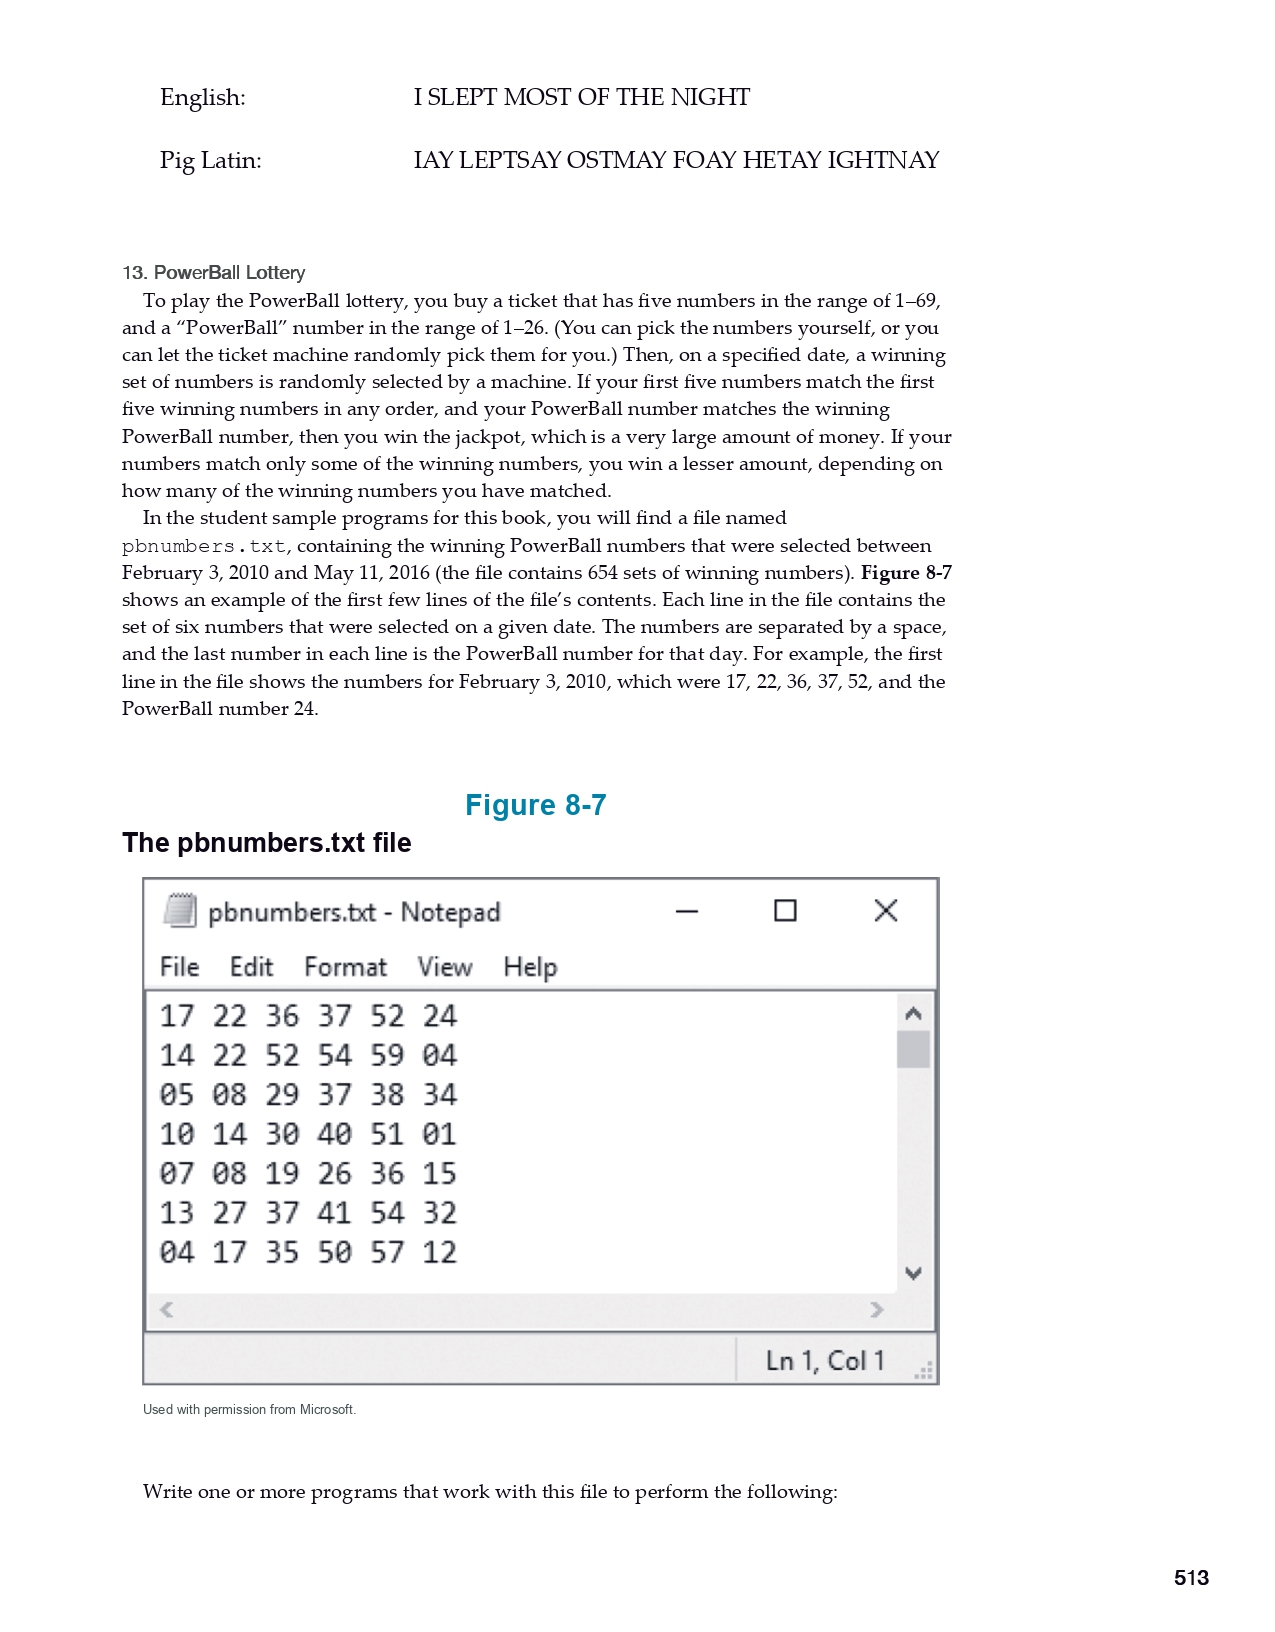 English: I SLEPT MOST OF THE NIGHT
Pig Latin: IAY LEPTSAY OSTMAY FOAY HETAY IGHTNAY
13. PowerBall Lottery
To play the PowerBall lottery, you buy a ticket that has five numbers in the range of 1–69,
and a “PowerBall” number in the range of 1–26. (You can pick the numbers yourself, or you
can let the ticket machine randomly pick them for you.) Then, on a specified date, a winning
set of numbers is randomly selected by a machine. If your first five numbers match the first
five winning numbers in any order, and your PowerBall number matches the winning
PowerBall number, then you win the jackpot, which is a very large amount of money. If your
numbers match only some of the winning numbers, you win a lesser amount, depending on
how many of the winning numbers you have matched.
In the student sample programs for this book, you will find a file named
pbnumbers.txt, containing the winning PowerBall numbers that were selected between
February 3, 2010 and May 11, 2016 (the file contains 654 sets of winning numbers). Figure 8-7
shows an example of the first few lines of the file’s contents. Each line in the file contains the
set of six numbers that were selected on a given date. The numbers are separated by a space,
and the last number in each line is the PowerBall number for that day. For example, the first
line in the file shows the numbers for February 3, 2010, which were 17, 22, 36, 37, 52, and the
PowerBall number 24.
Figure 8-7
The pbnumbers.txt file
pbnumbers.txt - Notepad
File Edit Format View Help
17 22 36 37 52 24
14 22 52 54 59 04
05 08 29 37 38 34
10 14 30 40 51 01
07 08 19 26 36 15
13 27 37 41 54 32
04 17 35 50 57 12
Ln 1, Col 1
Used with permission from Microsoft.
Write one or more programs that work with this file to perform the following:
513